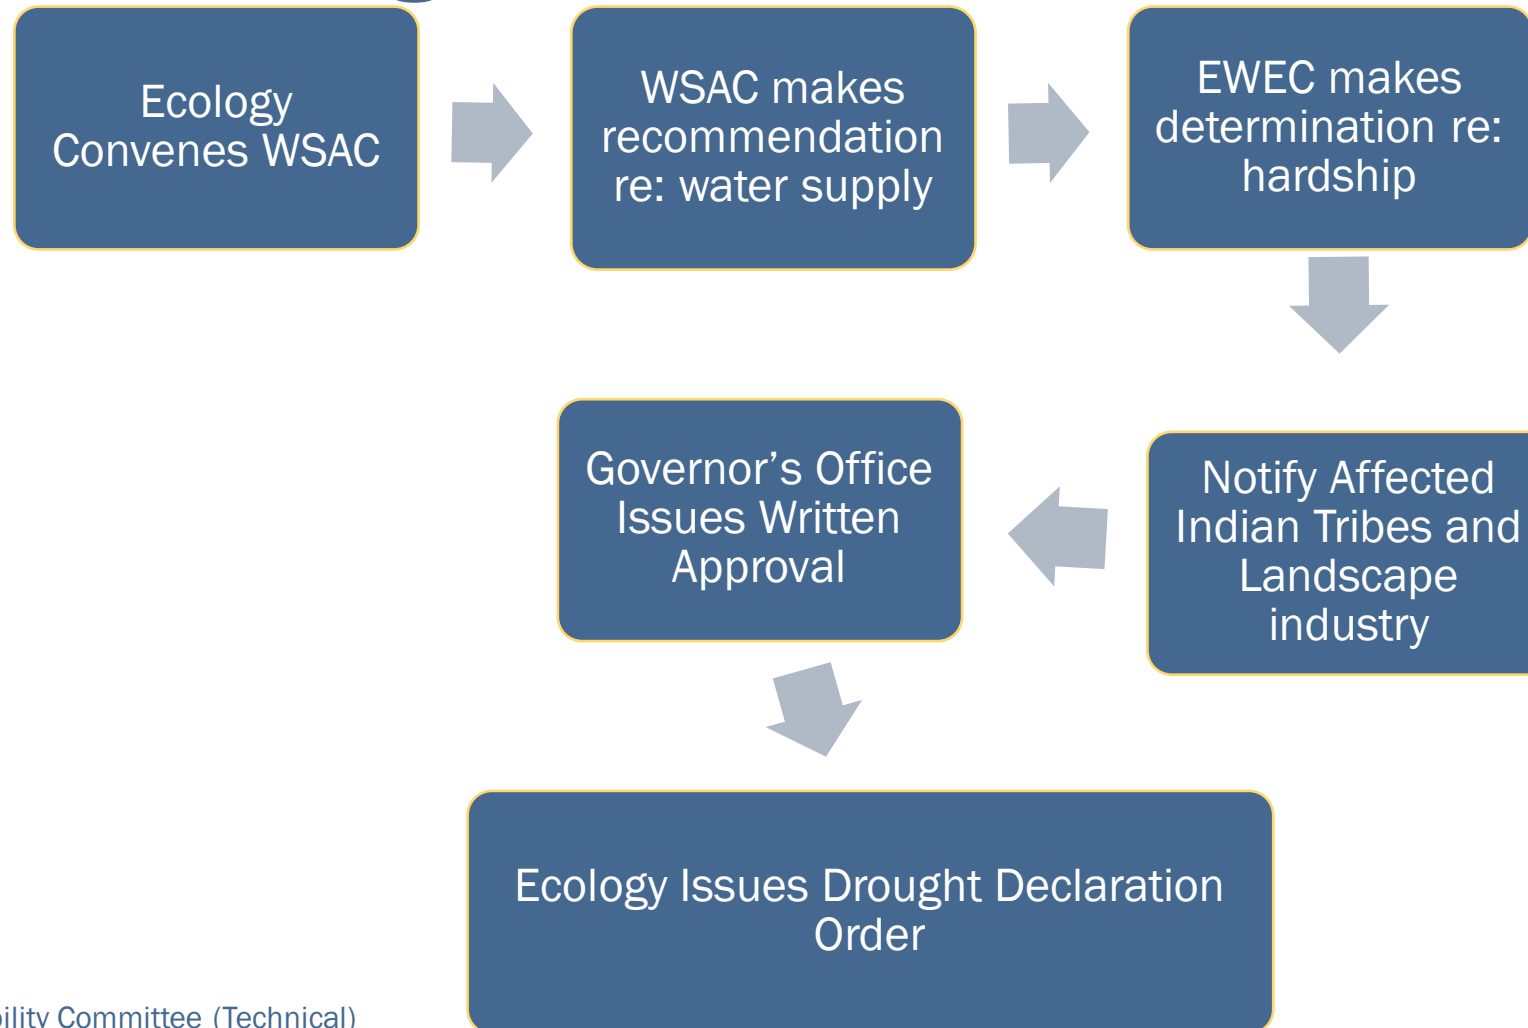 Ecology
Convenes WSAC
WSAC makes
recommendation
re: water supply
EWEC makes
determination re:
hardship
Notify Affected
Indian Tribes and
Landscape
industry
Governor's Office
Issues Written
Approval
Ecology Issues Drought Declaration
Order
Committee (Technical)